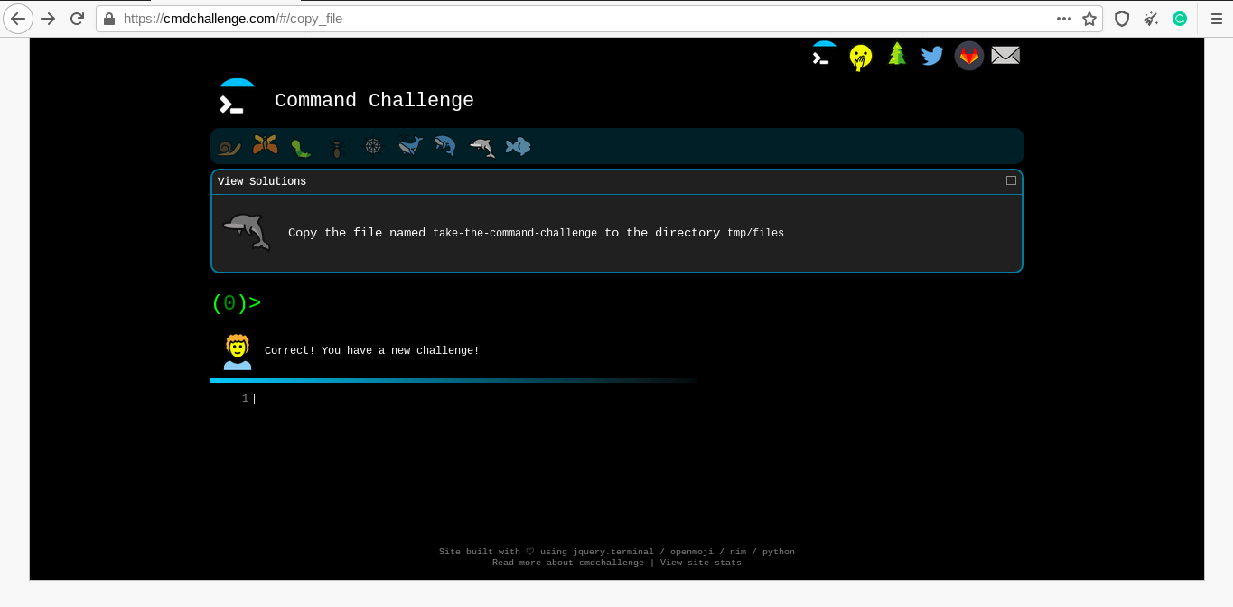 https://cmdchallenge.com/#/copy_file
Command Challenge
View Solutions
Copy the file named take-the-command-challenge to the directory tmp/files
(0)>
Correct! You have a new challenge!
1
Site built with ♡ using jquery.terminal / openmoji / nim / python
Read more about cmdchallenge | View site stats